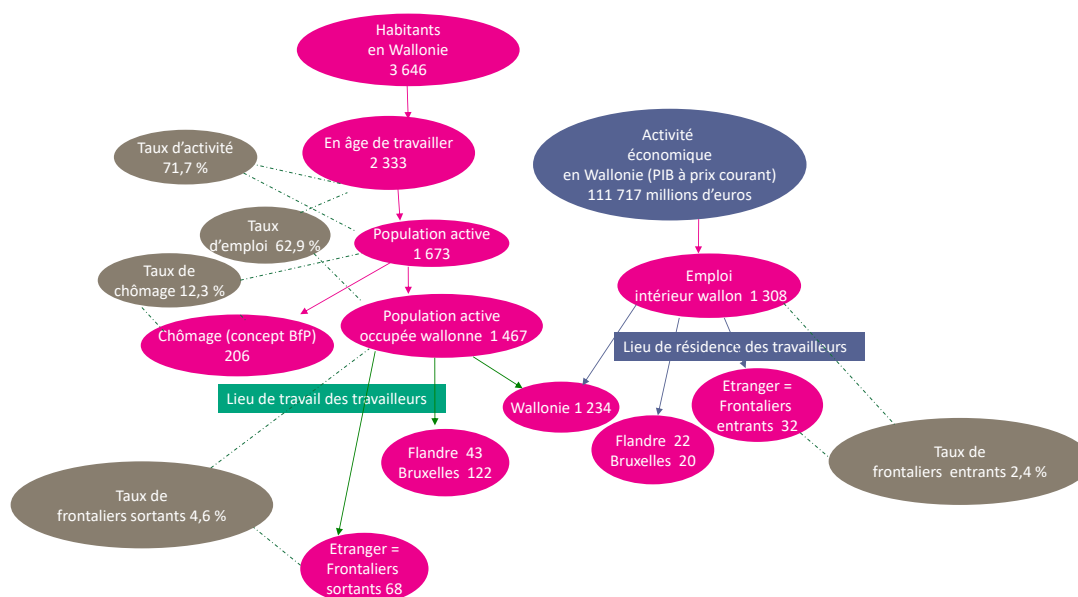 Habitants
en Wallonie
3 646
En âge de travailler
2 333
Taux d’activité
71,7 %
Activité
économique
en Wallonie (PIB à prix courant)
111 717 millions d’euros
Taux
d’emploi 62,9 %
Population active
1 673
Taux de
chômage 12,3 %
Emploi
intérieur wallon 1 308
Chômage (concept BfP)
206
Population active
occupée wallonne 1 467
Lieu de résidence des travailleurs
Lieu de travail des travailleurs
Wallonie 1 234
Etranger =
Frontaliers
entrants 32
Flandre 43
Bruxelles 122
Flandre 22
Bruxelles 20
Taux de
frontaliers entrants 2,4 %
Taux de
frontaliers sortants 4,6 %
Etranger =
Frontaliers
sortants 68